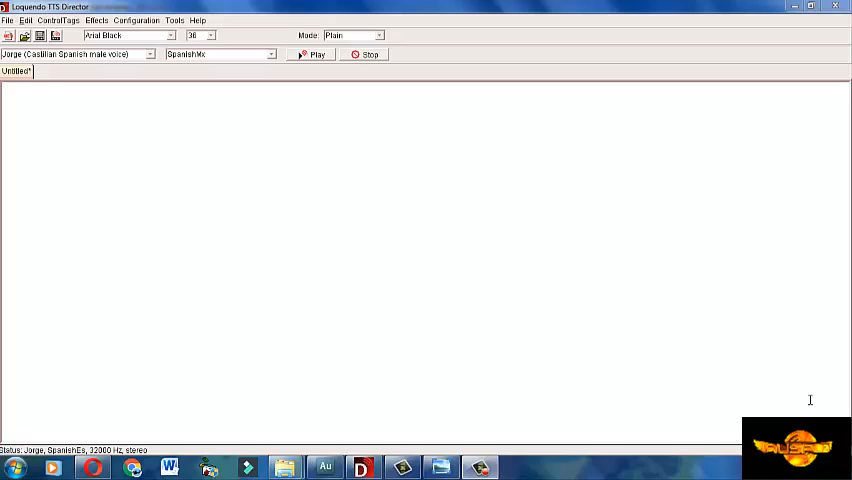 Loquendo TTS Director
File Edit ControlTags Effects Configuration Tools Help
Arial Black 36 Mode: Plain
Jorge (Castilian Spanish male voice) SpanishMx Play Stop
Untitled*
Status: Jorge, SpanishEs, 32000 Hz, stereo
W Au D